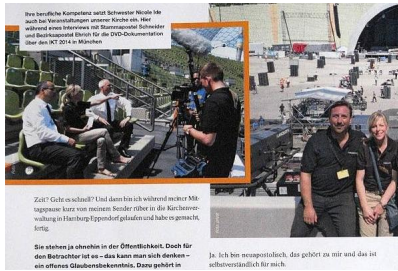 Ihre berufliche Kompetenz setzt Schwester Nicole Ide
auch bei Veranstaltungen unserer Kirche ein. Hier
während eines Interviews mit Stammapostel Schneider
und Bezirksapostel Ehrich für die DVD-Dokumentation
über den IKT 2014 in München
Zeit? Geht es schnell? Und dann bin ich während meiner Mit-
tagspause kurz von meinem Sender rüber in die Kirchenver-
waltung in Hamburg-Eppendorf gelaufen und habe es gemacht,
fertig.
Sie stehen ja ohnehin in der Öffentlichkeit. Doch für
den Betrachter ist es – das kann man sich denken –
ein offenes Glaubensbekenntnis. Dazu gehört in
Ja. Ich bin neuapostolisch, das gehört zu mir und das ist
selbstverständlich für mich.